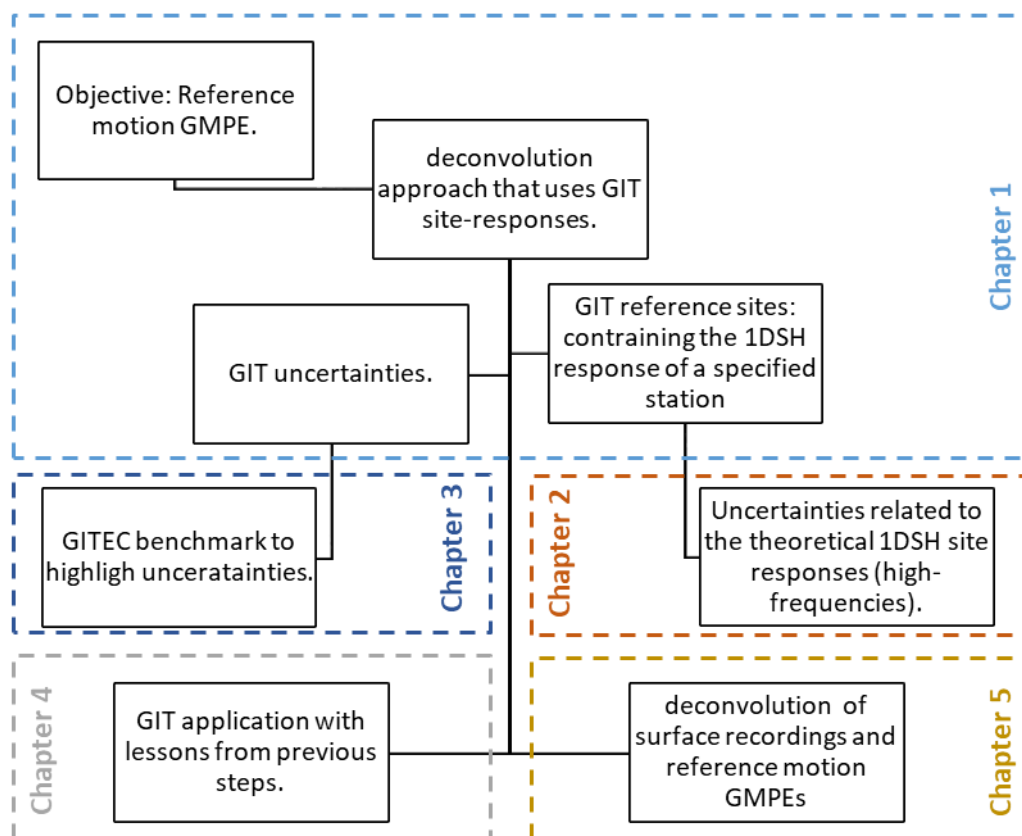 Objective: Reference
motion GMPE.
deconvolution
approach that uses GIT
site-responses.
Chapter 1
GIT uncertainties.
GIT reference sites:
contraining the 1DSH
response of a specified
station
GITEC benchmark to
highligh unceratainties.
Chapter 3
Chapter 2
Uncertainties related to
the theoretical 1DSH site
responses (high-
frequencies).
Chapter 4
GIT application with
lessons from previous
steps.
deconvolution of
surface recordings and
reference motion
GMPEs
Chapter 5